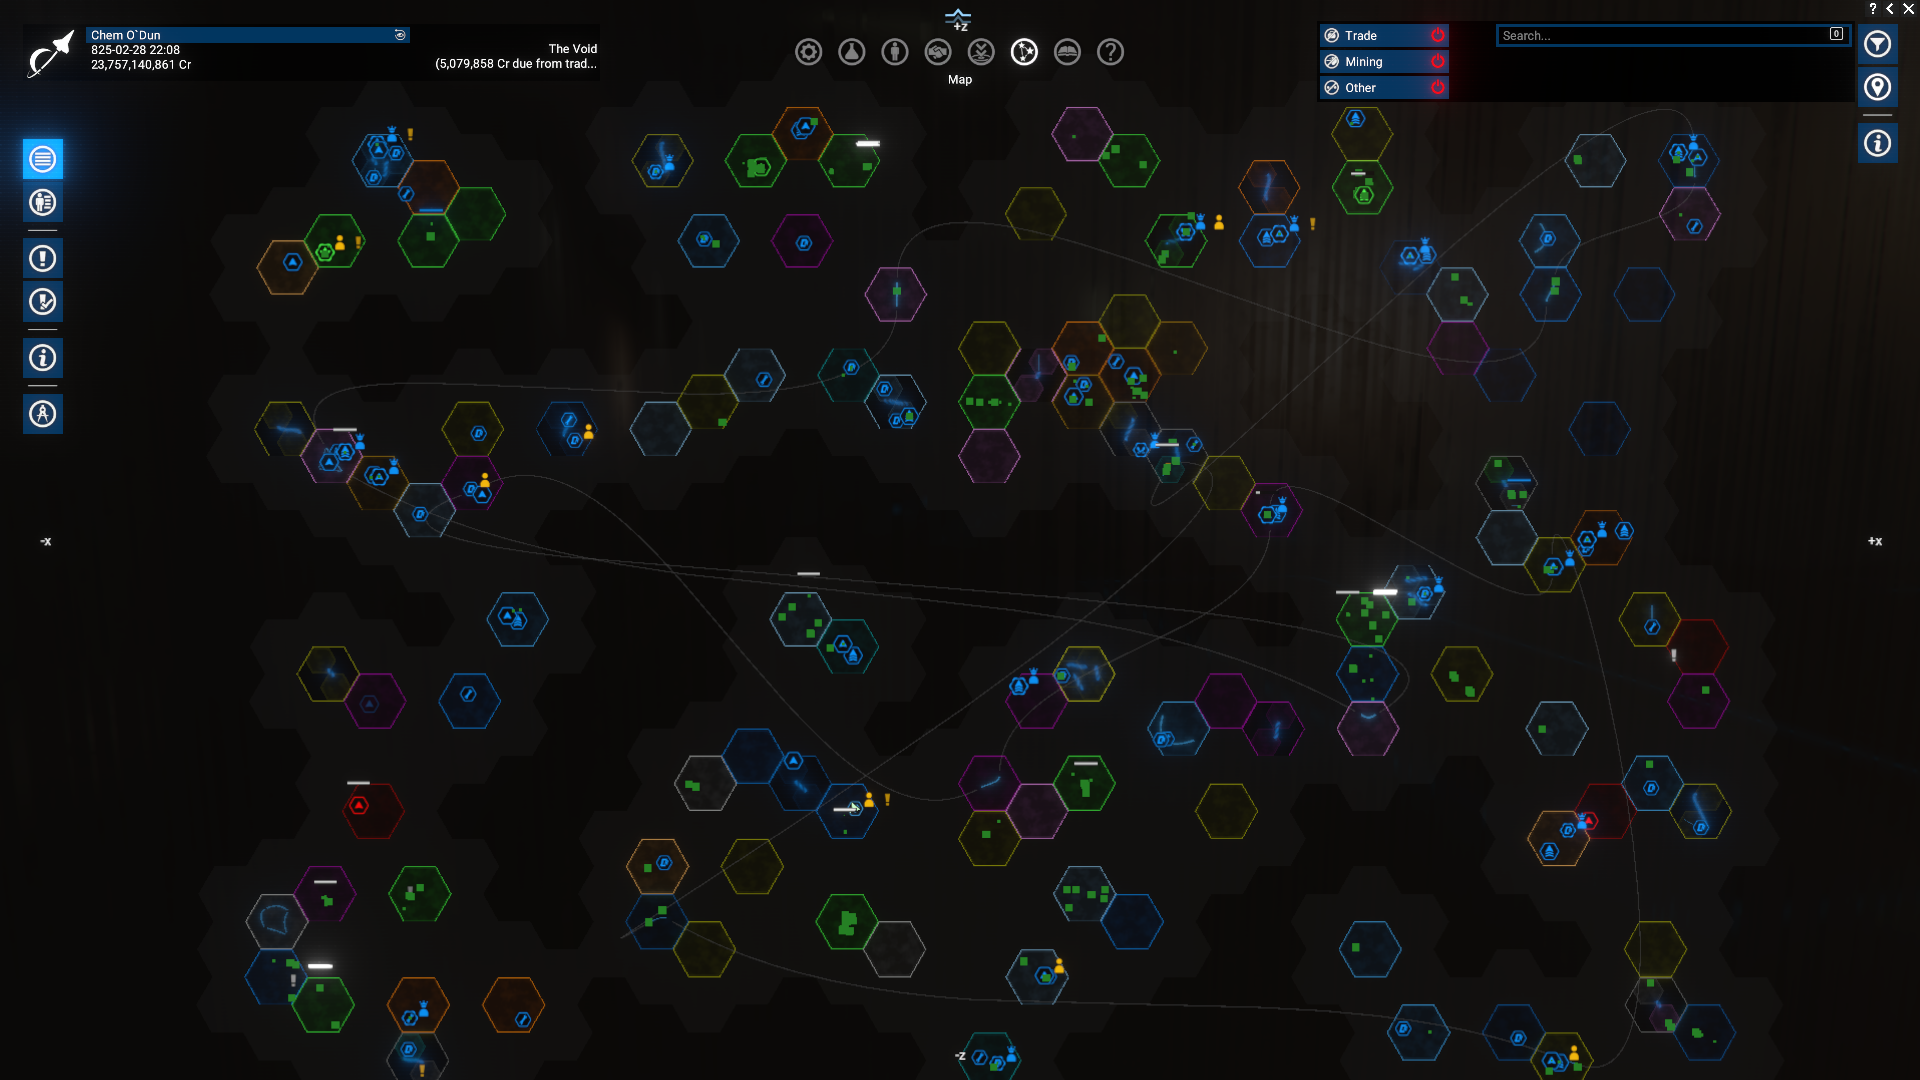 ? < X
Chem O`Dun
825-02-28 22:08
23,757,140,861 Cr
The Void
(5,079,858 Cr due from trad...
+Z
Map
Trade
Mining
Other
Search...
0
-X
+X
-Z